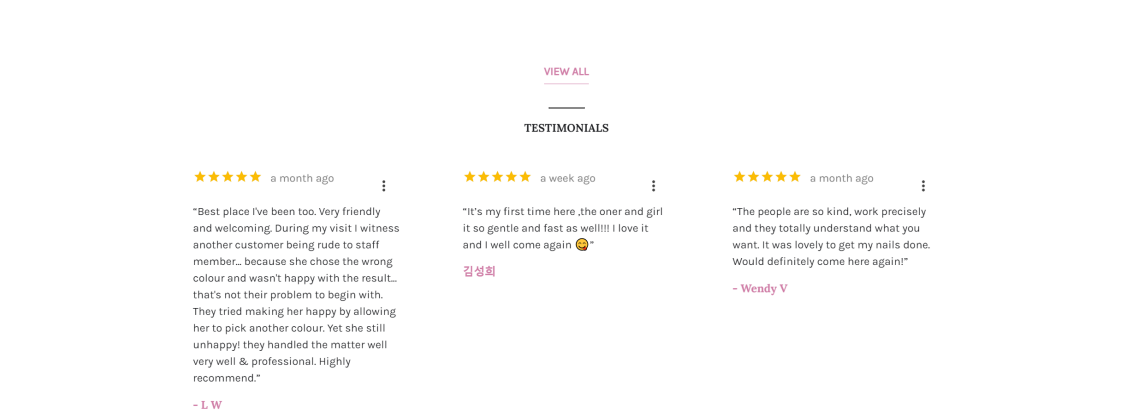 VIEW ALL
TESTIMONIALS
a month ago
“Best place I've been too. Very friendly
and welcoming. During my visit I witness
another customer being rude to staff
member... because she chose the wrong
colour and wasn't happy with the result...
that's not their problem to begin with.
They tried making her happy by allowing
her to pick another colour. Yet she still
unhappy! they handled the matter well
very well & professional. Highly
recommend.”
- L W
a week ago
“It’s my first time here ,the oner and girl
it so gentle and fast as well!!! I love it
and I well come again 😋”
김성희
a month ago
“The people are so kind, work precisely
and they totally understand what you
want. It was lovely to get my nails done.
Would definitely come here again!”
- Wendy V